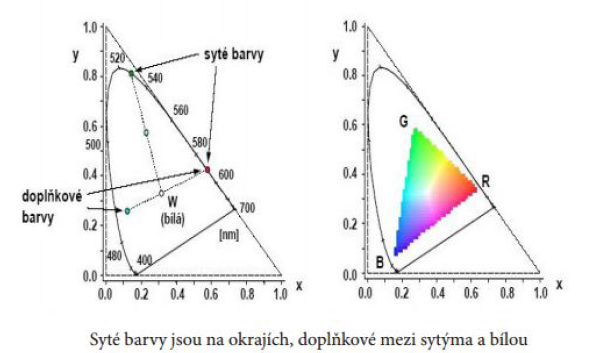 1.0
y
520
syté barvy
0.8
540
560
0.6
580
500
0.4
600
doplňkové
barvy
W
(bílá)
700
0.2
[nm]
480
400
0.0
0.0 0.2 0.4 0.6 0.8 1.0 x
1.0
y
0.8
0.6
G
0.4
R
0.2
B
0.0
0.0 0.2 0.4 0.6 0.8 1.0 x
Syté barvy jsou na okrajích, doplňkové mezi sytýma a bílou